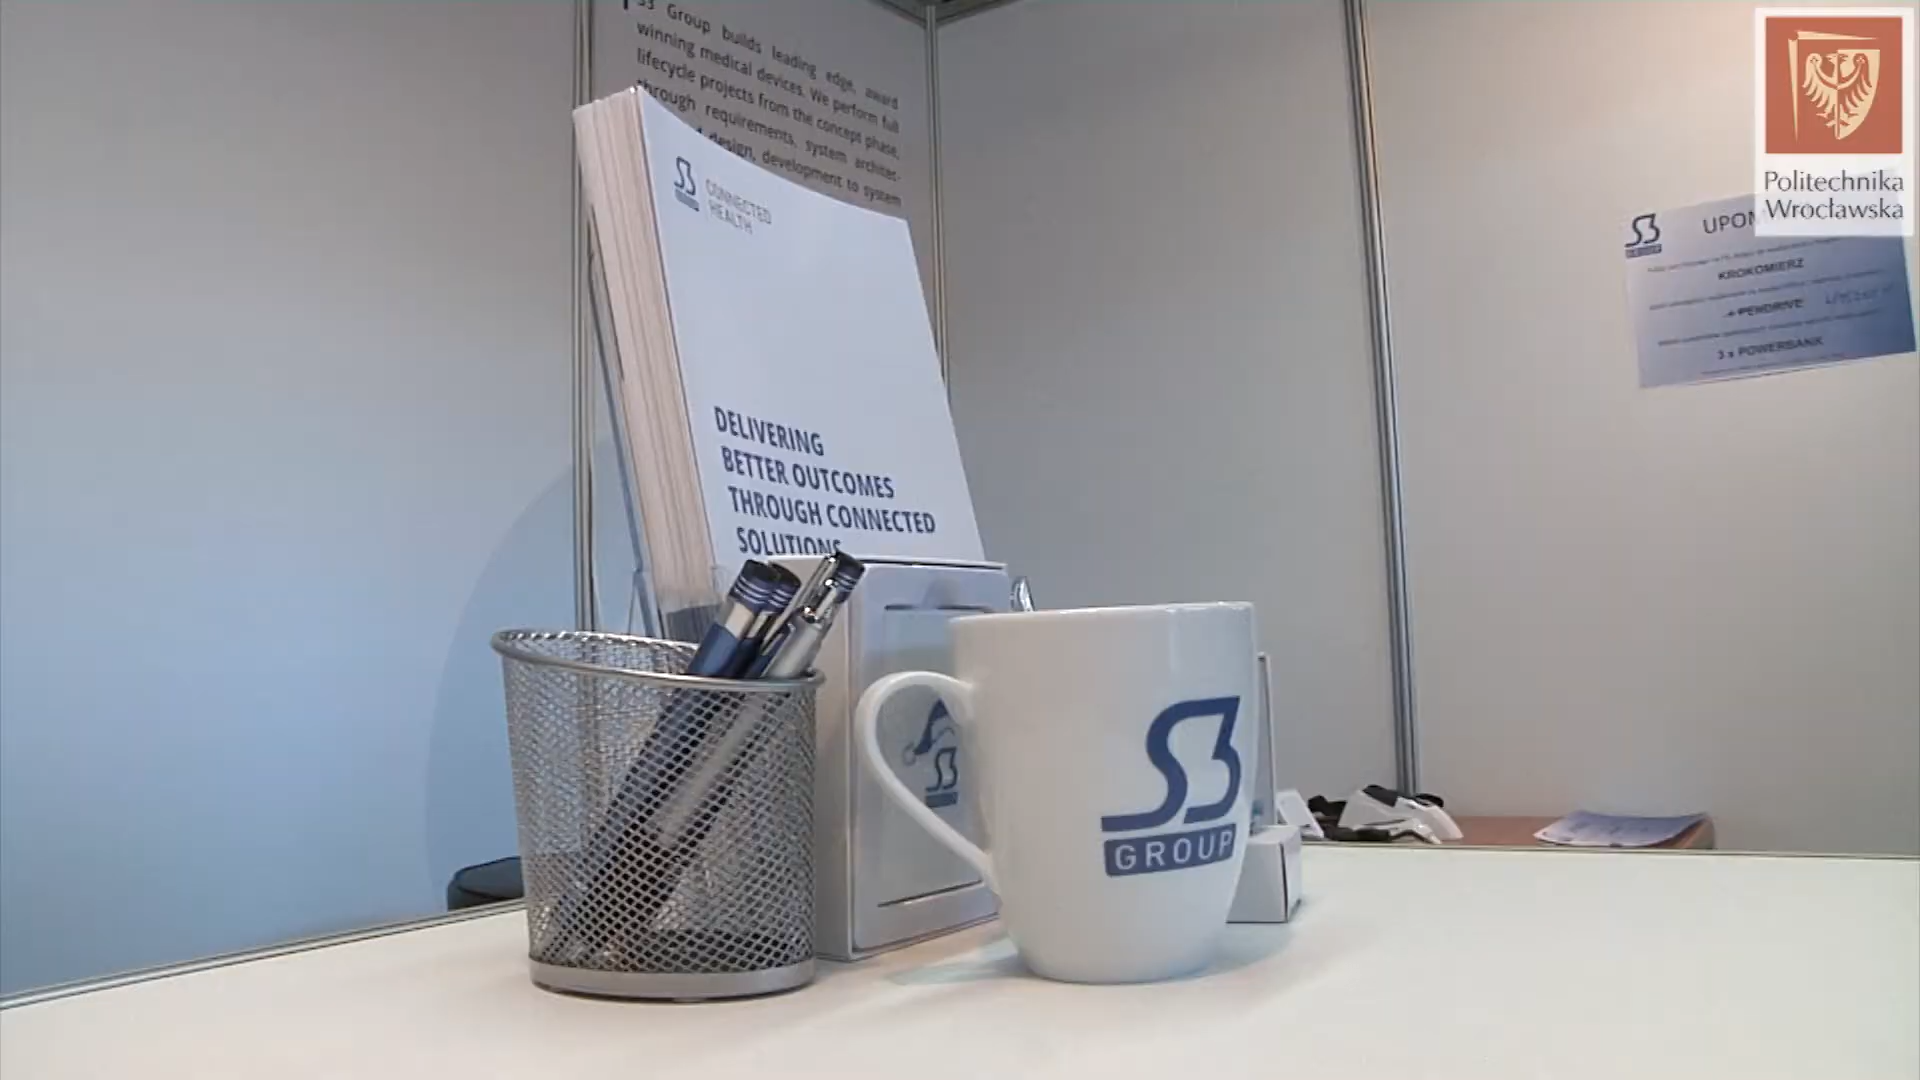 S3 Group builds leading edge, award
winning medical devices. We perform full
lifecycle projects from the concept phase,
through requirements, system architec-
design, development to system
S3 CONNECTED
HEALTH
DELIVERING
BETTER OUTCOMES
THROUGH CONNECTED
SOLUTIONS
S3
S3
GROUP
Politechnika
Wrocławska
S3
KROKOMIERZ
PENDRIVE
3 x POWERBANK